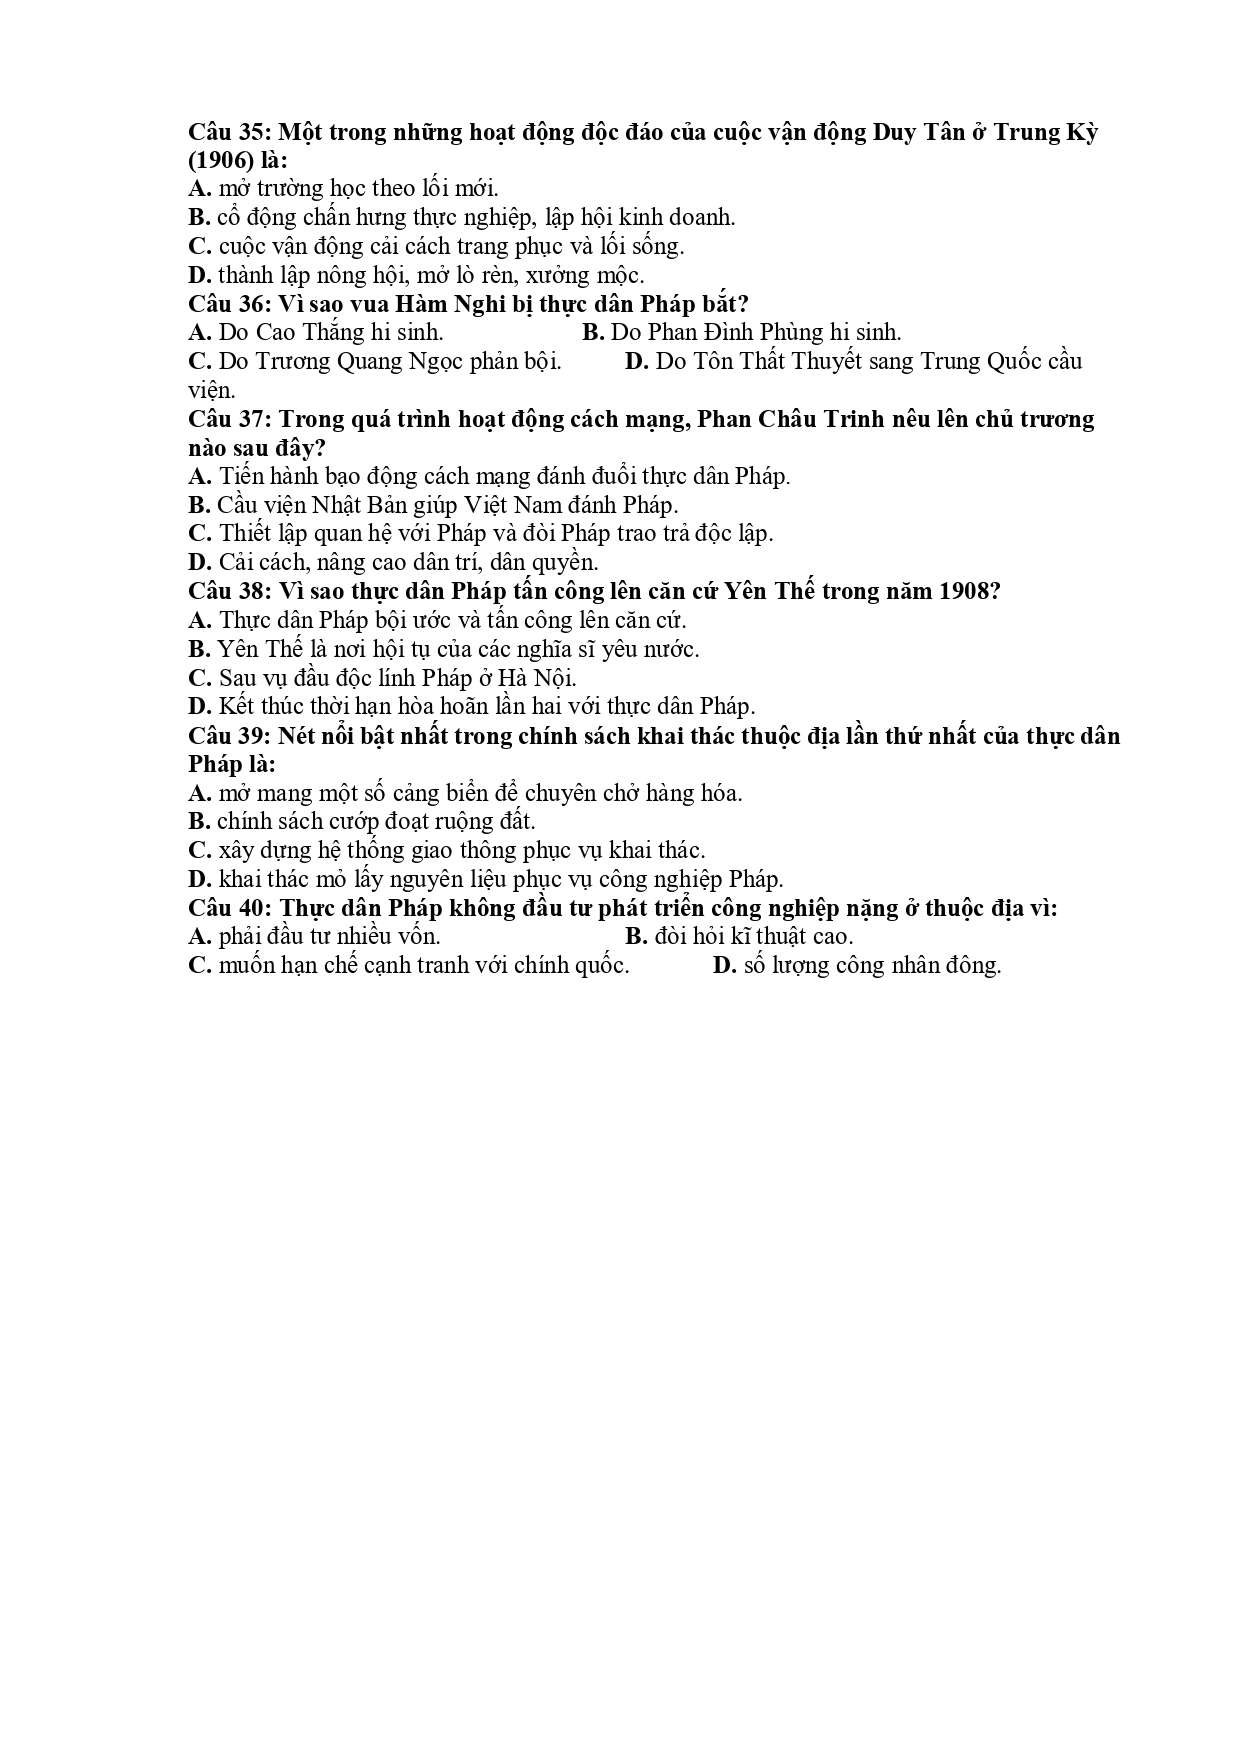 Câu 35: Một trong những hoạt động độc đáo của cuộc vận động Duy Tân ở Trung Kỳ
(1906) là:
A. mở trường học theo lối mới.
B. cổ động chấn hưng thực nghiệp, lập hội kinh doanh.
C. cuộc vận động cải cách trang phục và lối sống.
D. thành lập nông hội, mở lò rèn, xưởng mộc.
Câu 36: Vì sao vua Hàm Nghi bị thực dân Pháp bắt?
A. Do Cao Thắng hi sinh. B. Do Phan Đình Phùng hi sinh.
C. Do Trương Quang Ngọc phản bội. D. Do Tôn Thất Thuyết sang Trung Quốc cầu
viện.
Câu 37: Trong quá trình hoạt động cách mạng, Phan Châu Trinh nêu lên chủ trương
nào sau đây?
A. Tiến hành bạo động cách mạng đánh đuổi thực dân Pháp.
B. Cầu viện Nhật Bản giúp Việt Nam đánh Pháp.
C. Thiết lập quan hệ với Pháp và đòi Pháp trao trả độc lập.
D. Cải cách, nâng cao dân trí, dân quyền.
Câu 38: Vì sao thực dân Pháp tấn công lên căn cứ Yên Thế trong năm 1908?
A. Thực dân Pháp bội ước và tấn công lên căn cứ.
B. Yên Thế là nơi hội tụ của các nghĩa sĩ yêu nước.
C. Sau vụ đầu độc lính Pháp ở Hà Nội.
D. Kết thúc thời hạn hòa hoãn lần hai với thực dân Pháp.
Câu 39: Nét nổi bật nhất trong chính sách khai thác thuộc địa lần thứ nhất của thực dân
Pháp là:
A. mở mang một số cảng biển để chuyên chở hàng hóa.
B. chính sách cướp đoạt ruộng đất.
C. xây dựng hệ thống giao thông phục vụ khai thác.
D. khai thác mỏ lấy nguyên liệu phục vụ công nghiệp Pháp.
Câu 40: Thực dân Pháp không đầu tư phát triển công nghiệp nặng ở thuộc địa vì:
A. phải đầu tư nhiều vốn. B. đòi hỏi kĩ thuật cao.
C. muốn hạn chế cạnh tranh với chính quốc. D. số lượng công nhân đông.